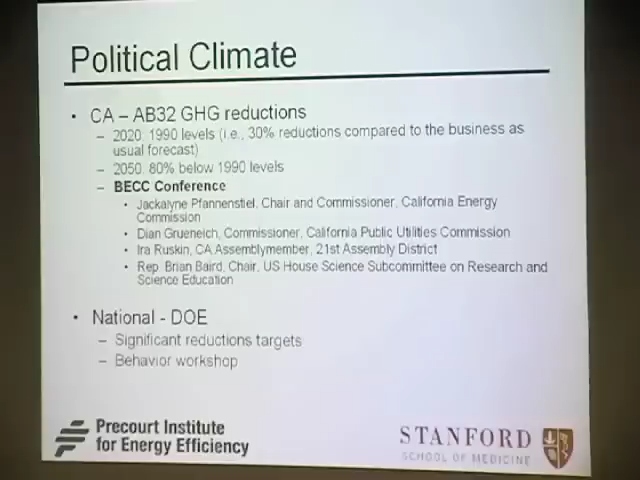 Political Climate
• CA – AB32 GHG reductions
– 2020: 1990 levels (i.e., 30% reductions compared to the business as
usual forecast)
– 2050: 80% below 1990 levels
– BECC Conference
• Jackalyne Pfannenstiel, Chair and Commissioner, California Energy
Commission
• Dian Grueneich, Commissioner, California Public Utilities Commission
• Ira Ruskin, CA Assemblymember, 21st Assembly District
• Rep. Brian Baird, Chair, US House Science Subcommittee on Research and
Science Education
• National - DOE
– Significant reductions targets
– Behavior workshop
Precourt Institute
for Energy Efficiency
STANFORD
SCHOOL OF MEDICINE